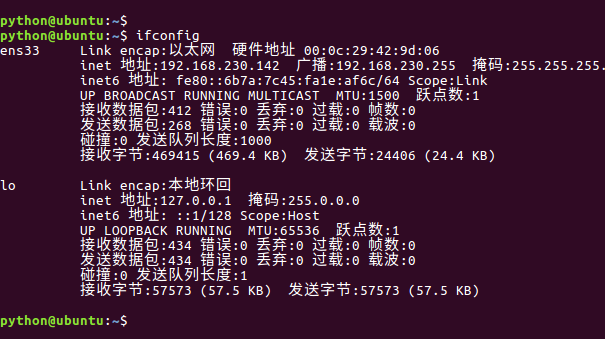 python@ubuntu:~$
python@ubuntu:~$ ifconfig
ens33     Link encap:以太网  硬件地址 00:0c:29:42:9d:06
          inet 地址:192.168.230.142  广播:192.168.230.255  掩码:255.255.255.
          inet6 地址: fe80::6b7a:7c45:fa1e:af6c/64 Scope:Link
          UP BROADCAST RUNNING MULTICAST  MTU:1500  跃点数:1
          接收数据包:412 错误:0 丢弃:0 过载:0 帧数:0
          发送数据包:268 错误:0 丢弃:0 过载:0 载波:0
          碰撞:0 发送队列长度:1000
          接收字节:469415 (469.4 KB)  发送字节:24406 (24.4 KB)
lo        Link encap:本地环回
          inet 地址:127.0.0.1  掩码:255.0.0.0
          inet6 地址: ::1/128 Scope:Host
          UP LOOPBACK RUNNING  MTU:65536  跃点数:1
          接收数据包:434 错误:0 丢弃:0 过载:0 帧数:0
          发送数据包:434 错误:0 丢弃:0 过载:0 载波:0
          碰撞:0 发送队列长度:1
          接收字节:57573 (57.5 KB)  发送字节:57573 (57.5 KB)
python@ubuntu:~$